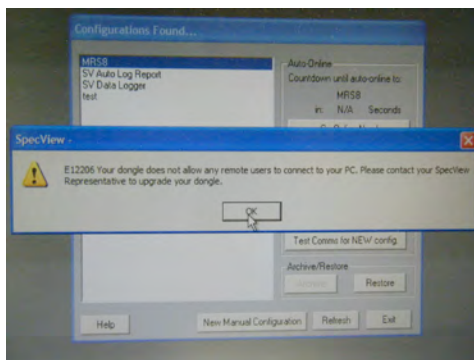 Configurations Found...
MRS8
SV Auto Log Report
SV Data Logger
test
Auto-Online
Countdown until auto-online to:
MRS8
in: N/A Seconds
SpecView -
E12206 Your dongle does not allow any remote users to connect to your PC. Please contact your SpecView
Representative to upgrade your dongle.
OK
Test Comms for NEW config
Archive/Restore
Archive
Restore
Help
New Manual Configuration
Refresh
Exit